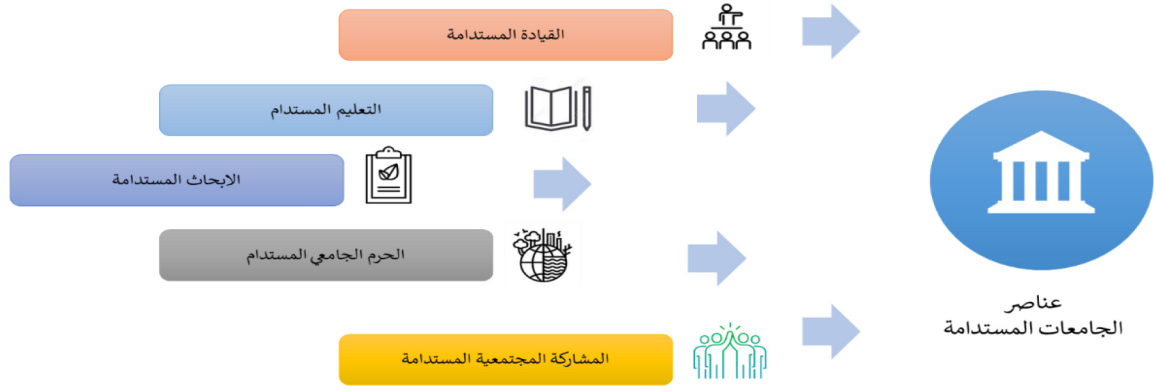 القيادة المستدامة
التعليم المستدام
الابحاث المستدامة
الحرم الجامعي المستدام
المشاركة المجتمعية المستدامة
عناصر
الجامعات المستدامة